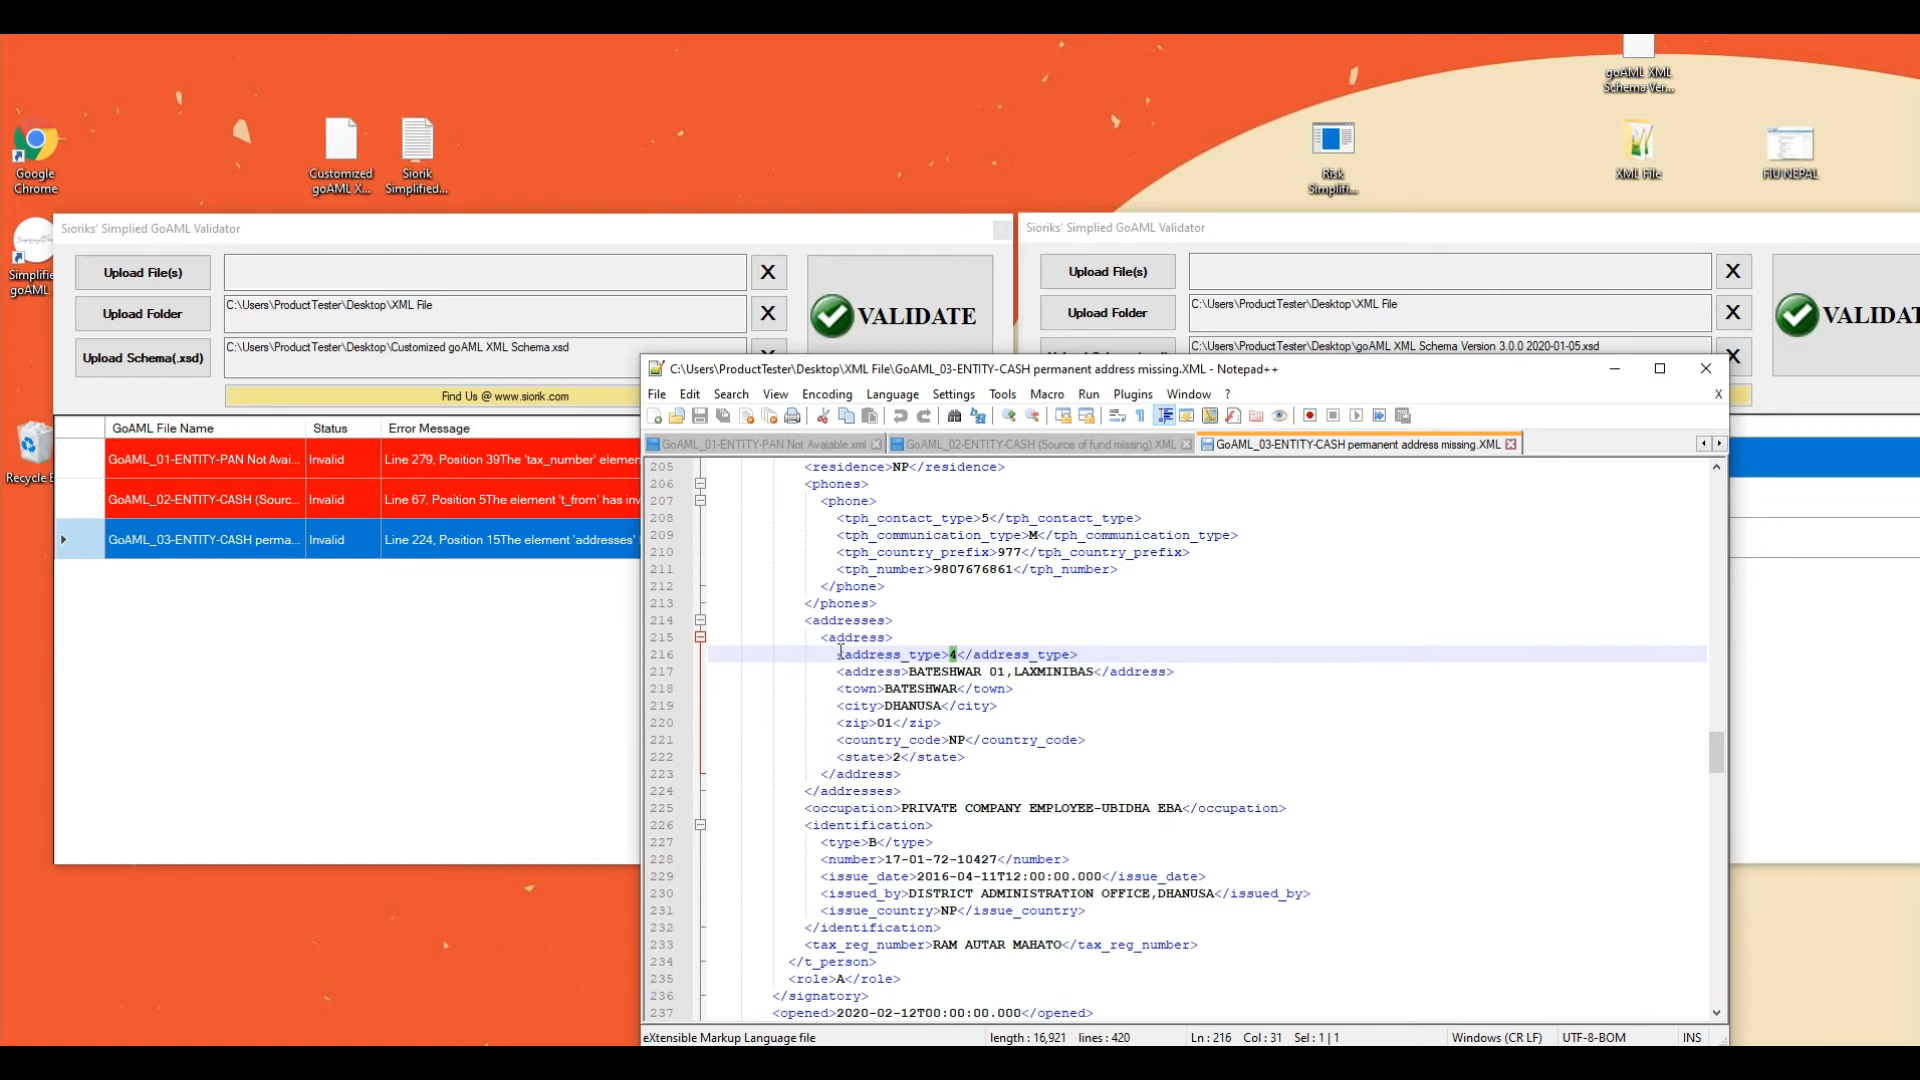 goAML XML
Schema Ver...
Google
Chrome
Customized
goAML X...
Siorik
Simplified...
Risk
Simplifi...
XML File
FIU NEPAL
Simplifie
goAML
Recycle B
Sioriks' Simplied GoAML Validator
Upload File(s)
X
Upload Folder
C:\Users\ProductTester\Desktop\XML File
X
VALIDATE
Upload Schema(.xsd)
C:\Users\ProductTester\Desktop\Customized goAML XML Schema.xsd
Find Us @ www.siorik.com
GoAML File Name Status Error Message
GoAML_01-ENTITY-PAN Not Avai... Invalid Line 279, Position 39The 'tax_number' elemen
GoAML_02-ENTITY-CASH (Sourc... Invalid Line 67, Position 5The element 't_from' has inv
GoAML_03-ENTITY-CASH perma... Invalid Line 224, Position 15The element 'addresses'
Sioriks' Simplied GoAML Validator
Upload File(s)
X
Upload Folder
C:\Users\ProductTester\Desktop\XML File
X
VALIDAT
C:\Users\ProductTester\Desktop\goAML XML Schema Version 3.0.0 2020-01-05.xsd
X
C:\Users\ProductTester\Desktop\XML File\GoAML_03-ENTITY-CASH permanent address missing.XML - Notepad++
File Edit Search View Encoding Language Settings Tools Macro Run Plugins Window ? X
GoAML_01-ENTITY-PAN Not Avaiable.xml GoAML_02-ENTITY-CASH (Source of fund missing).XML GoAML_03-ENTITY-CASH permanent address missing.XML
205 <residence>NP</residence>
206 <phones>
207 <phone>
208 <tph_contact_type>5</tph_contact_type>
209 <tph_communication_type>M</tph_communication_type>
210 <tph_country_prefix>977</tph_country_prefix>
211 <tph_number>9807676861</tph_number>
212 </phone>
213 </phones>
214 <addresses>
215 <address>
216 <address_type>4</address_type>
217 <address>BATESHWAR 01,LAXMINIBAS</address>
218 <town>BATESHWAR</town>
219 <city>DHANUSA</city>
220 <zip>01</zip>
221 <country_code>NP</country_code>
222 <state>2</state>
223 </address>
224 </addresses>
225 <occupation>PRIVATE COMPANY EMPLOYEE-UBIDHA EBA</occupation>
226 <identification>
227 <type>B</type>
228 <number>17-01-72-10427</number>
229 <issue_date>2016-04-11T12:00:00.000</issue_date>
230 <issued_by>DISTRICT ADMINISTRATION OFFICE,DHANUSA</issued_by>
231 <issue_country>NP</issue_country>
232 </identification>
233 <tax_reg_number>RAM AUTAR MAHATO</tax_reg_number>
234 </t_person>
235 <role>A</role>
236 </signatory>
237 <opened>2020-02-12T00:00:00.000</opened>
eXtensible Markup Language file length : 16,921 lines : 420 Ln : 216 Col : 31 Sel : 1 | 1 Windows (CR LF) UTF-8-BOM INS